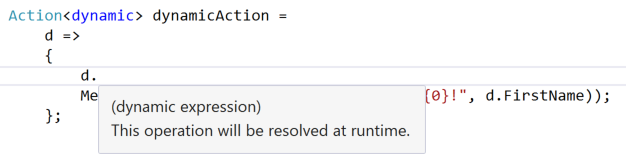 Action<dynamic> dynamicAction =
d =>
{
d.
Me {0}!", d.FirstName));
};
(dynamic expression)
This operation will be resolved at runtime.